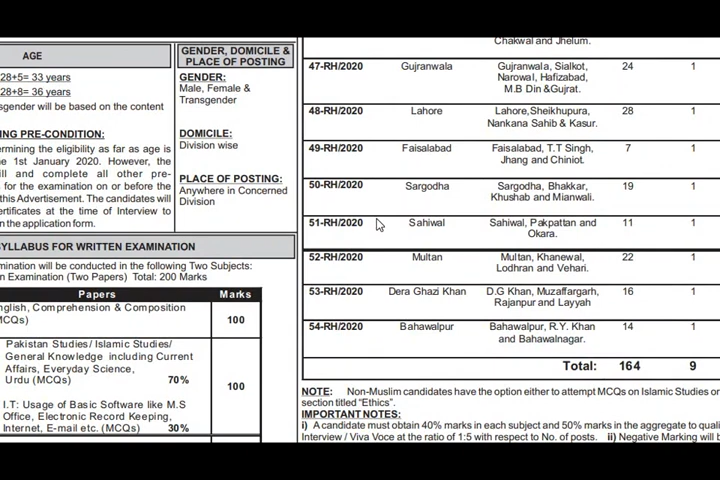 AGE
28+5= 33 years
28+8= 36 years
sgender will be based on the content
ING PRE-CONDITION:
ermining the eligibility as far as age is
ne 1st January 2020. However, the
ill and complete all other pre-
s for the examination on or before the
this Advertisement. The candidates will
ertificates at the time of Interview to
n the application form.
GENDER, DOMICILE &
PLACE OF POSTING
GENDER:
Male, Female &
Transgender
DOMICILE:
Division wise
PLACE OF POSTING:
Anywhere in Concerned
Division
SYLLABUS FOR WRITTEN EXAMINATION
mination will be conducted in the following Two Subjects:
n Examination (Two Papers) Total: 200 Marks
Papers Marks
nglish, Comprehension & Composition
MCQs) 100
Pakistan Studies/ Islamic Studies/
General Knowledge including Current
Affairs, Everyday Science,
Urdu (MCQs) 70%
100
I.T: Usage of Basic Software like M.S
Office, Electronic Record Keeping,
Internet, E-mail etc. (MCQs) 30%
Chakwal and Jhelum.
47-RH/2020 Gujranwala Gujranwala, Sialkot, 24 1
Narowal, Hafizabad,
M.B Din &Gujrat.
48-RH/2020 Lahore Lahore,Sheikhupura, 28 1
Nankana Sahib & Kasur.
49-RH/2020 Faisalabad Faisalabad, T.T Singh, 7 1
Jhang and Chiniot.
50-RH/2020 Sargodha Sargodha, Bhakkar, 19 1
Khushab and Mianwali.
51-RH/2020 Sahiwal Sahiwal, Pakpattan and 11 1
Okara.
52-RH/2020 Multan Multan, Khanewal, 22 1
Lodhran and Vehari.
53-RH/2020 Dera Ghazi Khan D.G Khan, Muzaffargarh, 16 1
Rajanpur and Layyah
54-RH/2020 Bahawalpur Bahawalpur, R.Y. Khan 14 1
and Bahawalnagar.
Total: 164 9
NOTE: Non-Muslim candidates have the option either to attempt MCQs on Islamic Studies or
section titled "Ethics".
IMPORTANT NOTES:
i) A candidate must obtain 40% marks in each subject and 50% marks in the aggregate to quali
Interview / Viva Voce at the ratio of 1:5 with respect to No. of posts. ii) Negative Marking will b